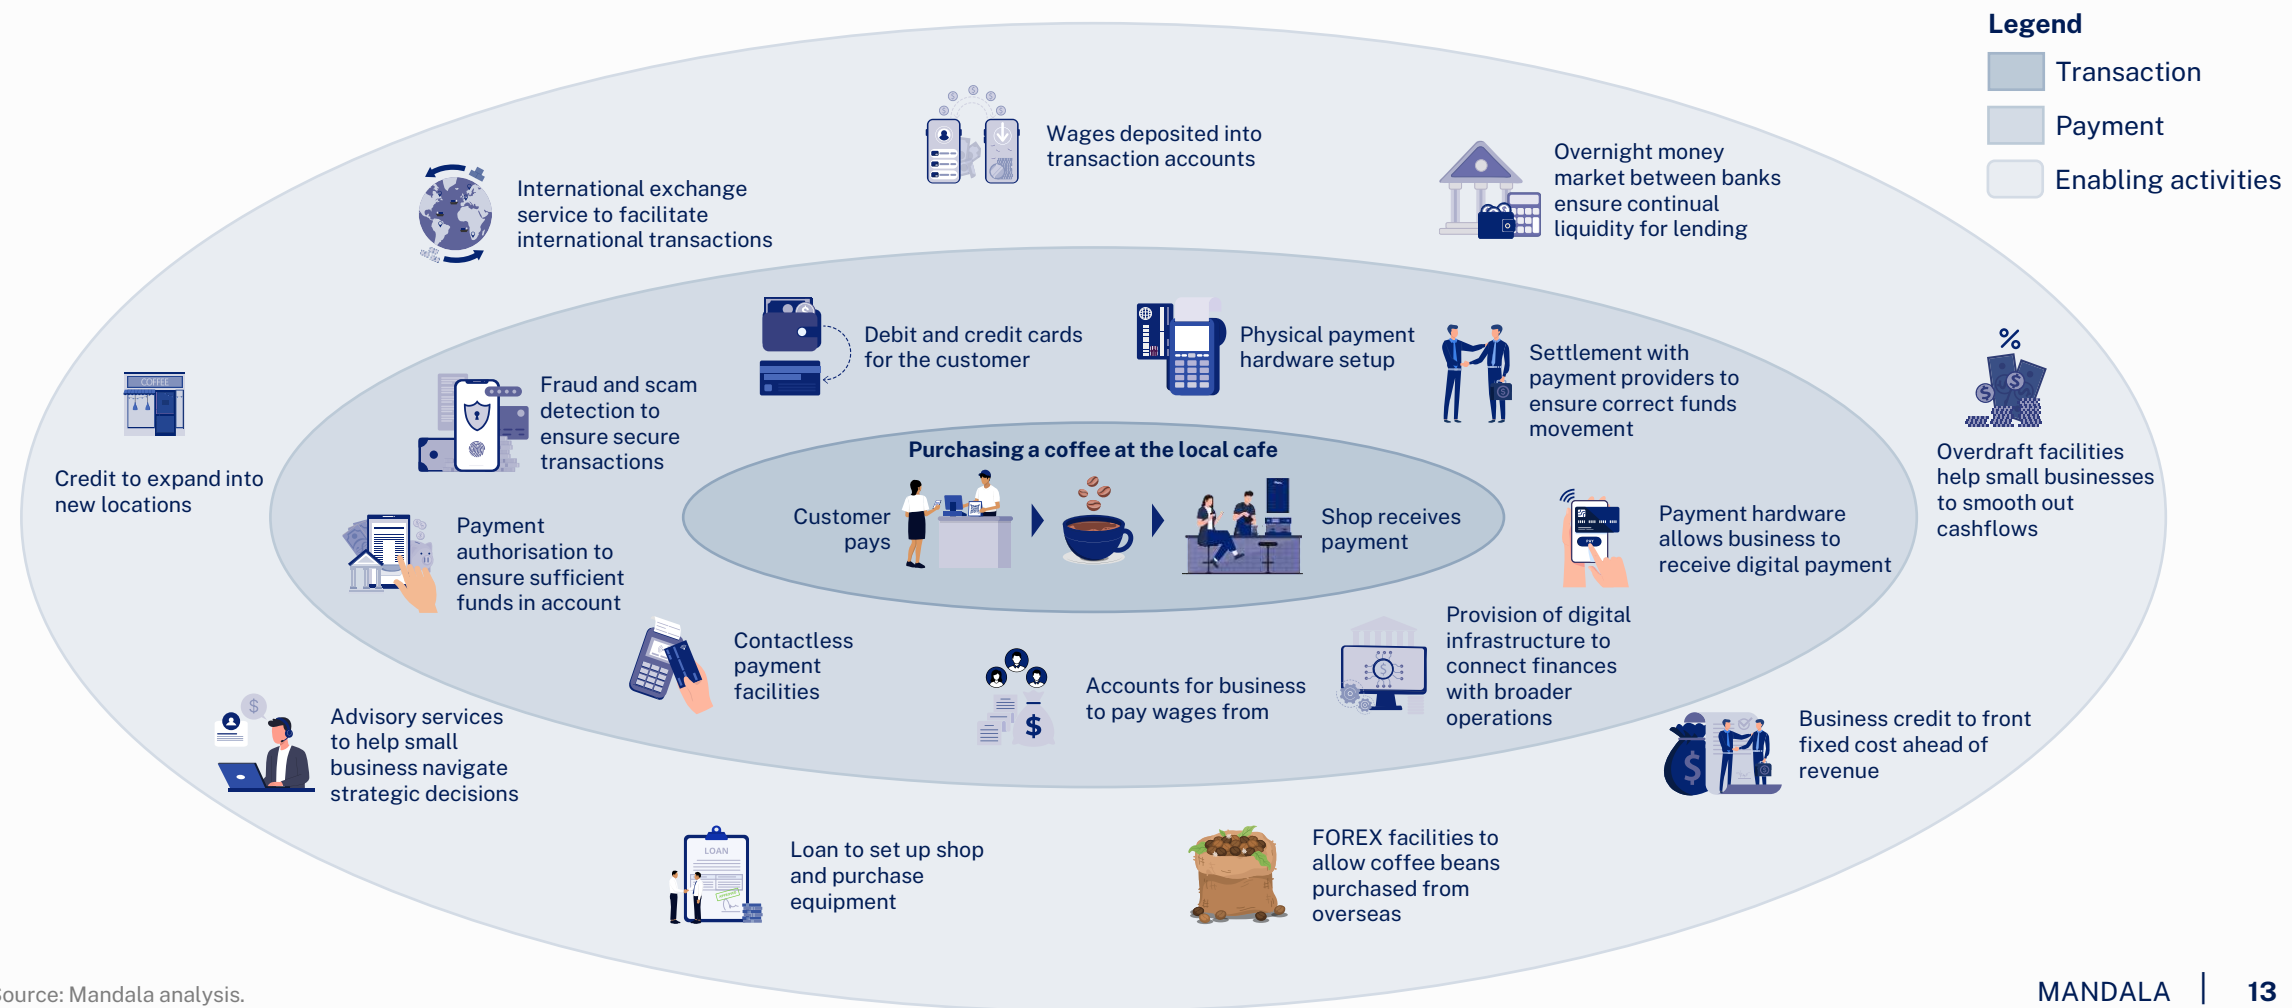 Legend
Transaction
Payment
Enabling activities
Wages deposited into
transaction accounts
Overnight money
market between banks
ensure continual
liquidity for lending
International exchange
service to facilitate
international transactions
Debit and credit cards
for the customer
Physical payment
hardware setup
Settlement with
payment providers to
ensure correct funds
movement
Fraud and scam
detection to
ensure secure
transactions
COFFEE
Credit to expand into
new locations
%
Overdraft facilities
help small businesses
to smooth out
cashflows
Purchasing a coffee at the local cafe
Customer
pays
Shop receives
payment
Payment
authorisation to
ensure sufficient
funds in account
Payment hardware
allows business to
receive digital payment
PAY
Contactless
payment
facilities
Accounts for business
to pay wages from
$
Provision of digital
infrastructure to
connect finances
with broader
operations
$
Advisory services
to help small
business navigate
strategic decisions
$
Business credit to front
fixed cost ahead of
revenue
LOAN
Loan to set up shop
and purchase
equipment
FOREX facilities to
allow coffee beans
purchased from
overseas
ource: Mandala analysis.
MANDALA | 13